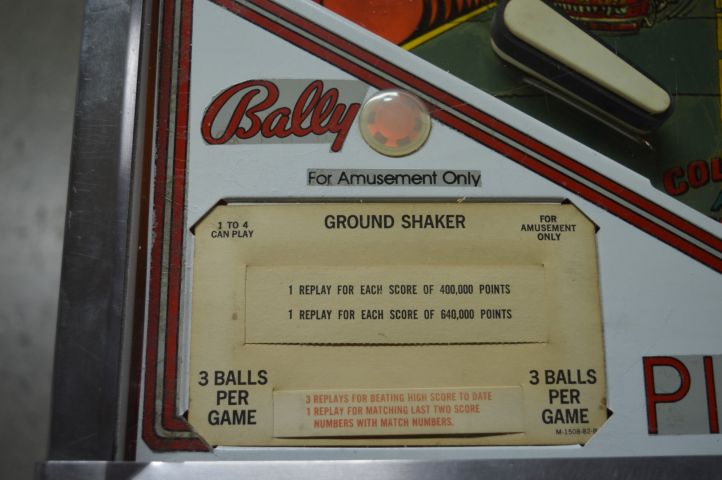 Bally
For Amusement Only
COL
1 TO 4
CAN PLAY
GROUND SHAKER
FOR
AMUSEMENT
ONLY
1 REPLAY FOR EACH SCORE OF 400,000 POINTS
1 REPLAY FOR EACH SCORE OF 640,000 POINTS
3 BALLS
PER
GAME
3 REPLAYS FOR BEATING HIGH SCORE TO DATE
1 REPLAY FOR MATCHING LAST TWO SCORE
NUMBERS WITH MATCH NUMBERS.
3 BALLS
PER
GAME
PI